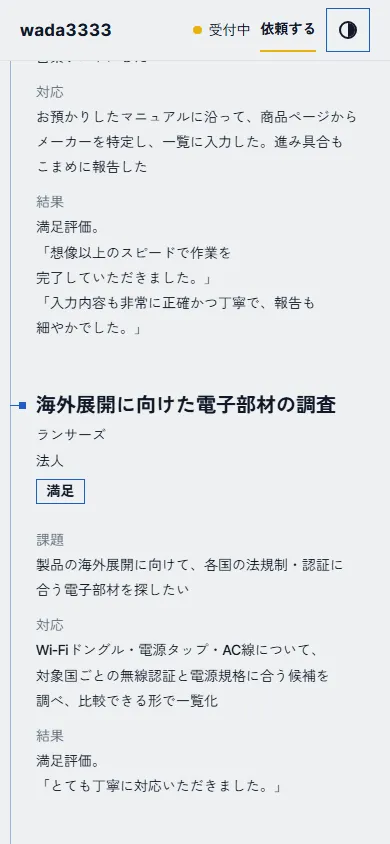 wada3333
受付中
依頼する
対応
お預かりしたマニュアルに沿って、商品ページから
メーカーを特定し、一覧に入力した。進み具合も
こまめに報告した
結果
満足評価。
「想像以上のスピードで作業を
完了していただきました。」
「入力内容も非常に正確かつ丁寧で、報告も
細やかでした。」
海外展開に向けた電子部材の調査
ランサーズ
法人
満足
課題
製品の海外展開に向けて、各国の法規制・認証に
合う電子部材を探したい
対応
Wi-Fiドングル・電源タップ・AC線について、
対象国ごとの無線認証と電源規格に合う候補を
調べ、比較できる形で一覧化
結果
満足評価。
「とても丁寧に対応いただきました。」